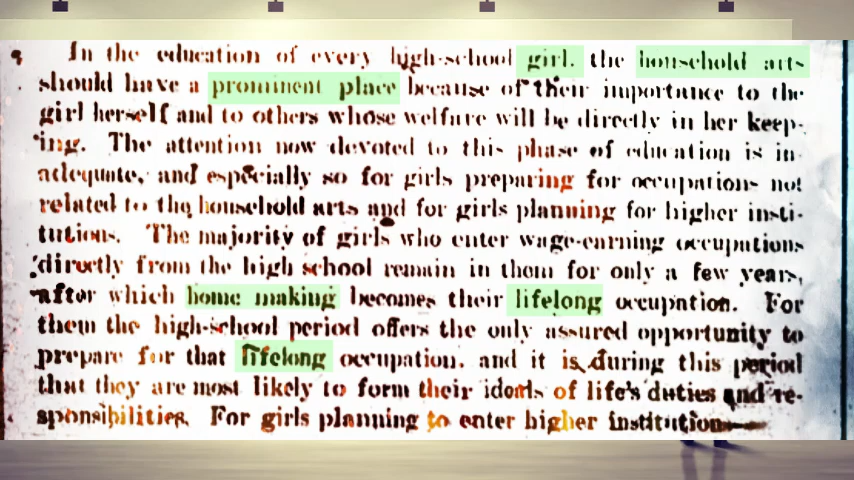 In the education of every high-school girl, the household arts
should have a prominent place because of their importance to the
girl herself and to others whose welfare will be directly in her keep-
ing. The attention now devoted to this phase of education is in-
adequate, and especially so for girls preparing for occupations not
related to the household arts and for girls planning for higher insti-
tutions. The majority of girls who enter wage-earning occupations
directly from the high school remain in them for only a few years,
after which home making becomes their lifelong occupation. For
them the high-school period offers the only assured opportunity to
prepare for that lifelong occupation, and it is during this period
that they are most likely to form their ideals of life's duties and re-
sponsibilities. For girls planning to enter higher institutions—